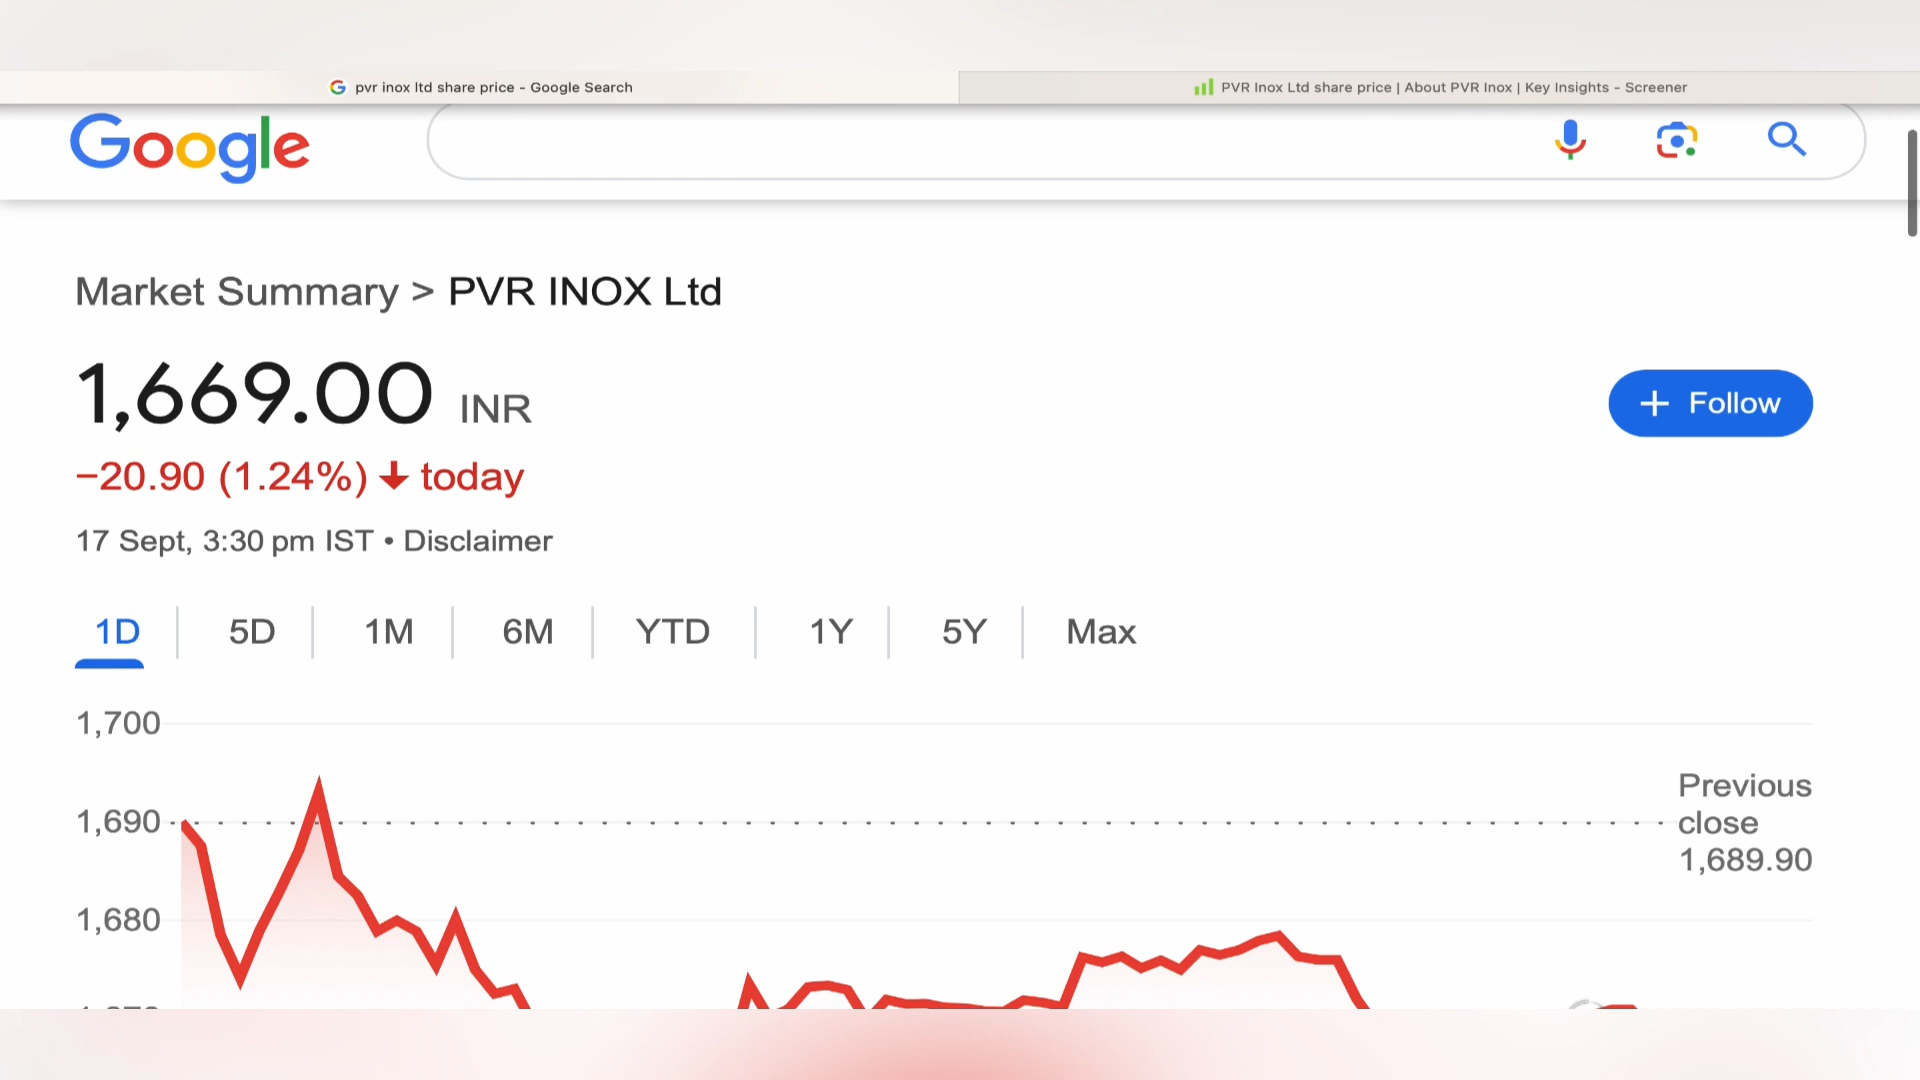 pvr inox ltd share price - Google Search
PVR Inox Ltd share price | About PVR Inox | Key Insights - Screener
Google
Market Summary > PVR INOX Ltd
1,669.00 INR
+ Follow
−20.90 (1.24%) ↓ today
17 Sept, 3:30 pm IST • Disclaimer
1D 5D 1M 6M YTD 1Y 5Y Max
1,700
1,690
Previous
close
1,689.90
1,680